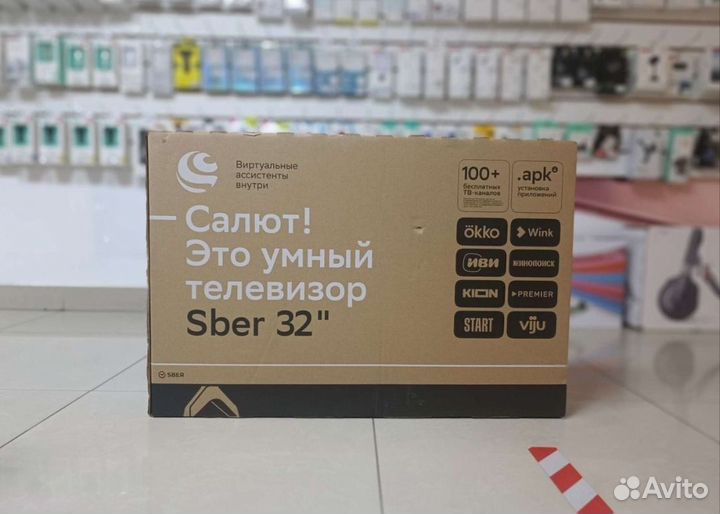 Виртуальные
ассистенты
внутри
Салют!
Это умный
телевизор
Sber 32"
SBER
100+
бесплатных
ТВ-каналов
.apk
установка
приложений
okko
Wink
иви
КИНОПОИСК
KION
PREMIER
START
viju
Avito